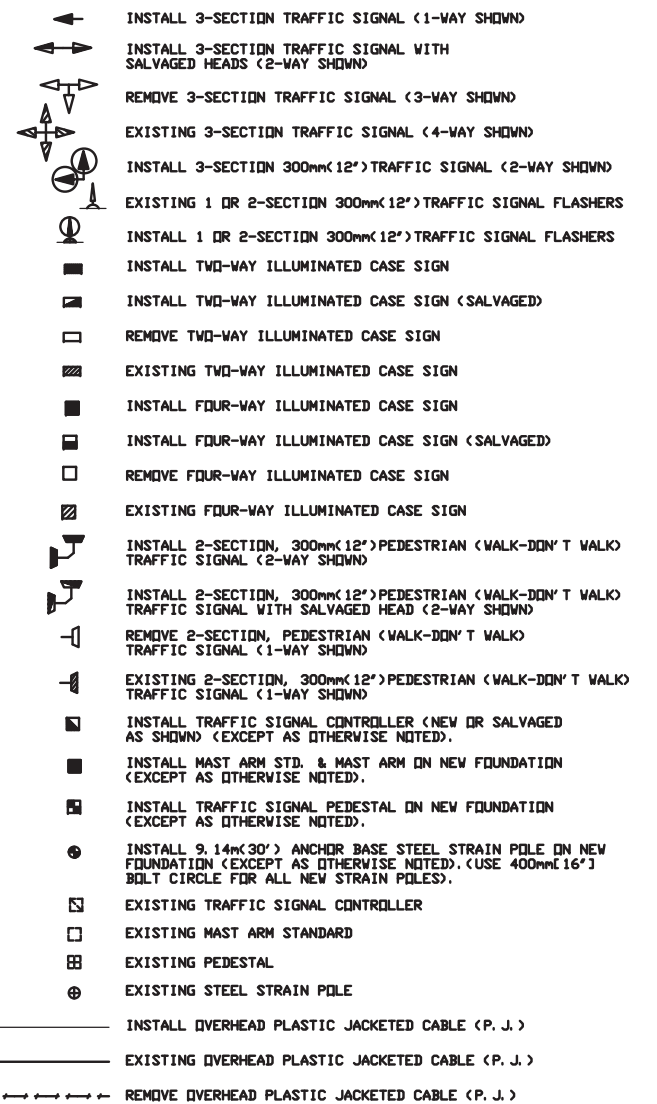 INSTALL 3-SECTION TRAFFIC SIGNAL (1-WAY SHOWN)
INSTALL 3-SECTION TRAFFIC SIGNAL WITH
SALVAGED HEADS (2-WAY SHOWN)
REMOVE 3-SECTION TRAFFIC SIGNAL (3-WAY SHOWN)
EXISTING 3-SECTION TRAFFIC SIGNAL (4-WAY SHOWN)
INSTALL 3-SECTION 300mm(12")TRAFFIC SIGNAL (2-WAY SHOWN)
EXISTING 1 OR 2-SECTION 300mm(12")TRAFFIC SIGNAL FLASHERS
INSTALL 1 OR 2-SECTION 300mm(12")TRAFFIC SIGNAL FLASHERS
INSTALL TWO-WAY ILLUMINATED CASE SIGN
INSTALL TWO-WAY ILLUMINATED CASE SIGN (SALVAGED)
REMOVE TWO-WAY ILLUMINATED CASE SIGN
EXISTING TWO-WAY ILLUMINATED CASE SIGN
INSTALL FOUR-WAY ILLUMINATED CASE SIGN
INSTALL FOUR-WAY ILLUMINATED CASE SIGN (SALVAGED)
REMOVE FOUR-WAY ILLUMINATED CASE SIGN
EXISTING FOUR-WAY ILLUMINATED CASE SIGN
INSTALL 2-SECTION, 300mm(12")PEDESTRIAN (WALK-DON'T WALK)
TRAFFIC SIGNAL (2-WAY SHOWN)
INSTALL 2-SECTION, 300mm(12")PEDESTRIAN (WALK-DON'T WALK)
TRAFFIC SIGNAL WITH SALVAGED HEAD (2-WAY SHOWN)
REMOVE 2-SECTION, PEDESTRIAN (WALK-DON'T WALK)
TRAFFIC SIGNAL (1-WAY SHOWN)
EXISTING 2-SECTION, 300mm(12")PEDESTRIAN (WALK-DON'T WALK)
TRAFFIC SIGNAL (1-WAY SHOWN)
INSTALL TRAFFIC SIGNAL CONTROLLER (NEW OR SALVAGED
AS SHOWN) (EXCEPT AS OTHERWISE NOTED).
INSTALL MAST ARM STD. & MAST ARM ON NEW FOUNDATION
(EXCEPT AS OTHERWISE NOTED).
INSTALL TRAFFIC SIGNAL PEDESTAL ON NEW FOUNDATION
(EXCEPT AS OTHERWISE NOTED).
INSTALL 9.14m(30') ANCHOR BASE STEEL STRAIN POLE ON NEW
FOUNDATION (EXCEPT AS OTHERWISE NOTED).(USE 400mm[16"]
BOLT CIRCLE FOR ALL NEW STRAIN POLES).
EXISTING TRAFFIC SIGNAL CONTROLLER
EXISTING MAST ARM STANDARD
EXISTING PEDESTAL
EXISTING STEEL STRAIN POLE
INSTALL OVERHEAD PLASTIC JACKETED CABLE (P.J.)
EXISTING OVERHEAD PLASTIC JACKETED CABLE (P.J.)
REMOVE OVERHEAD PLASTIC JACKETED CABLE (P.J.)